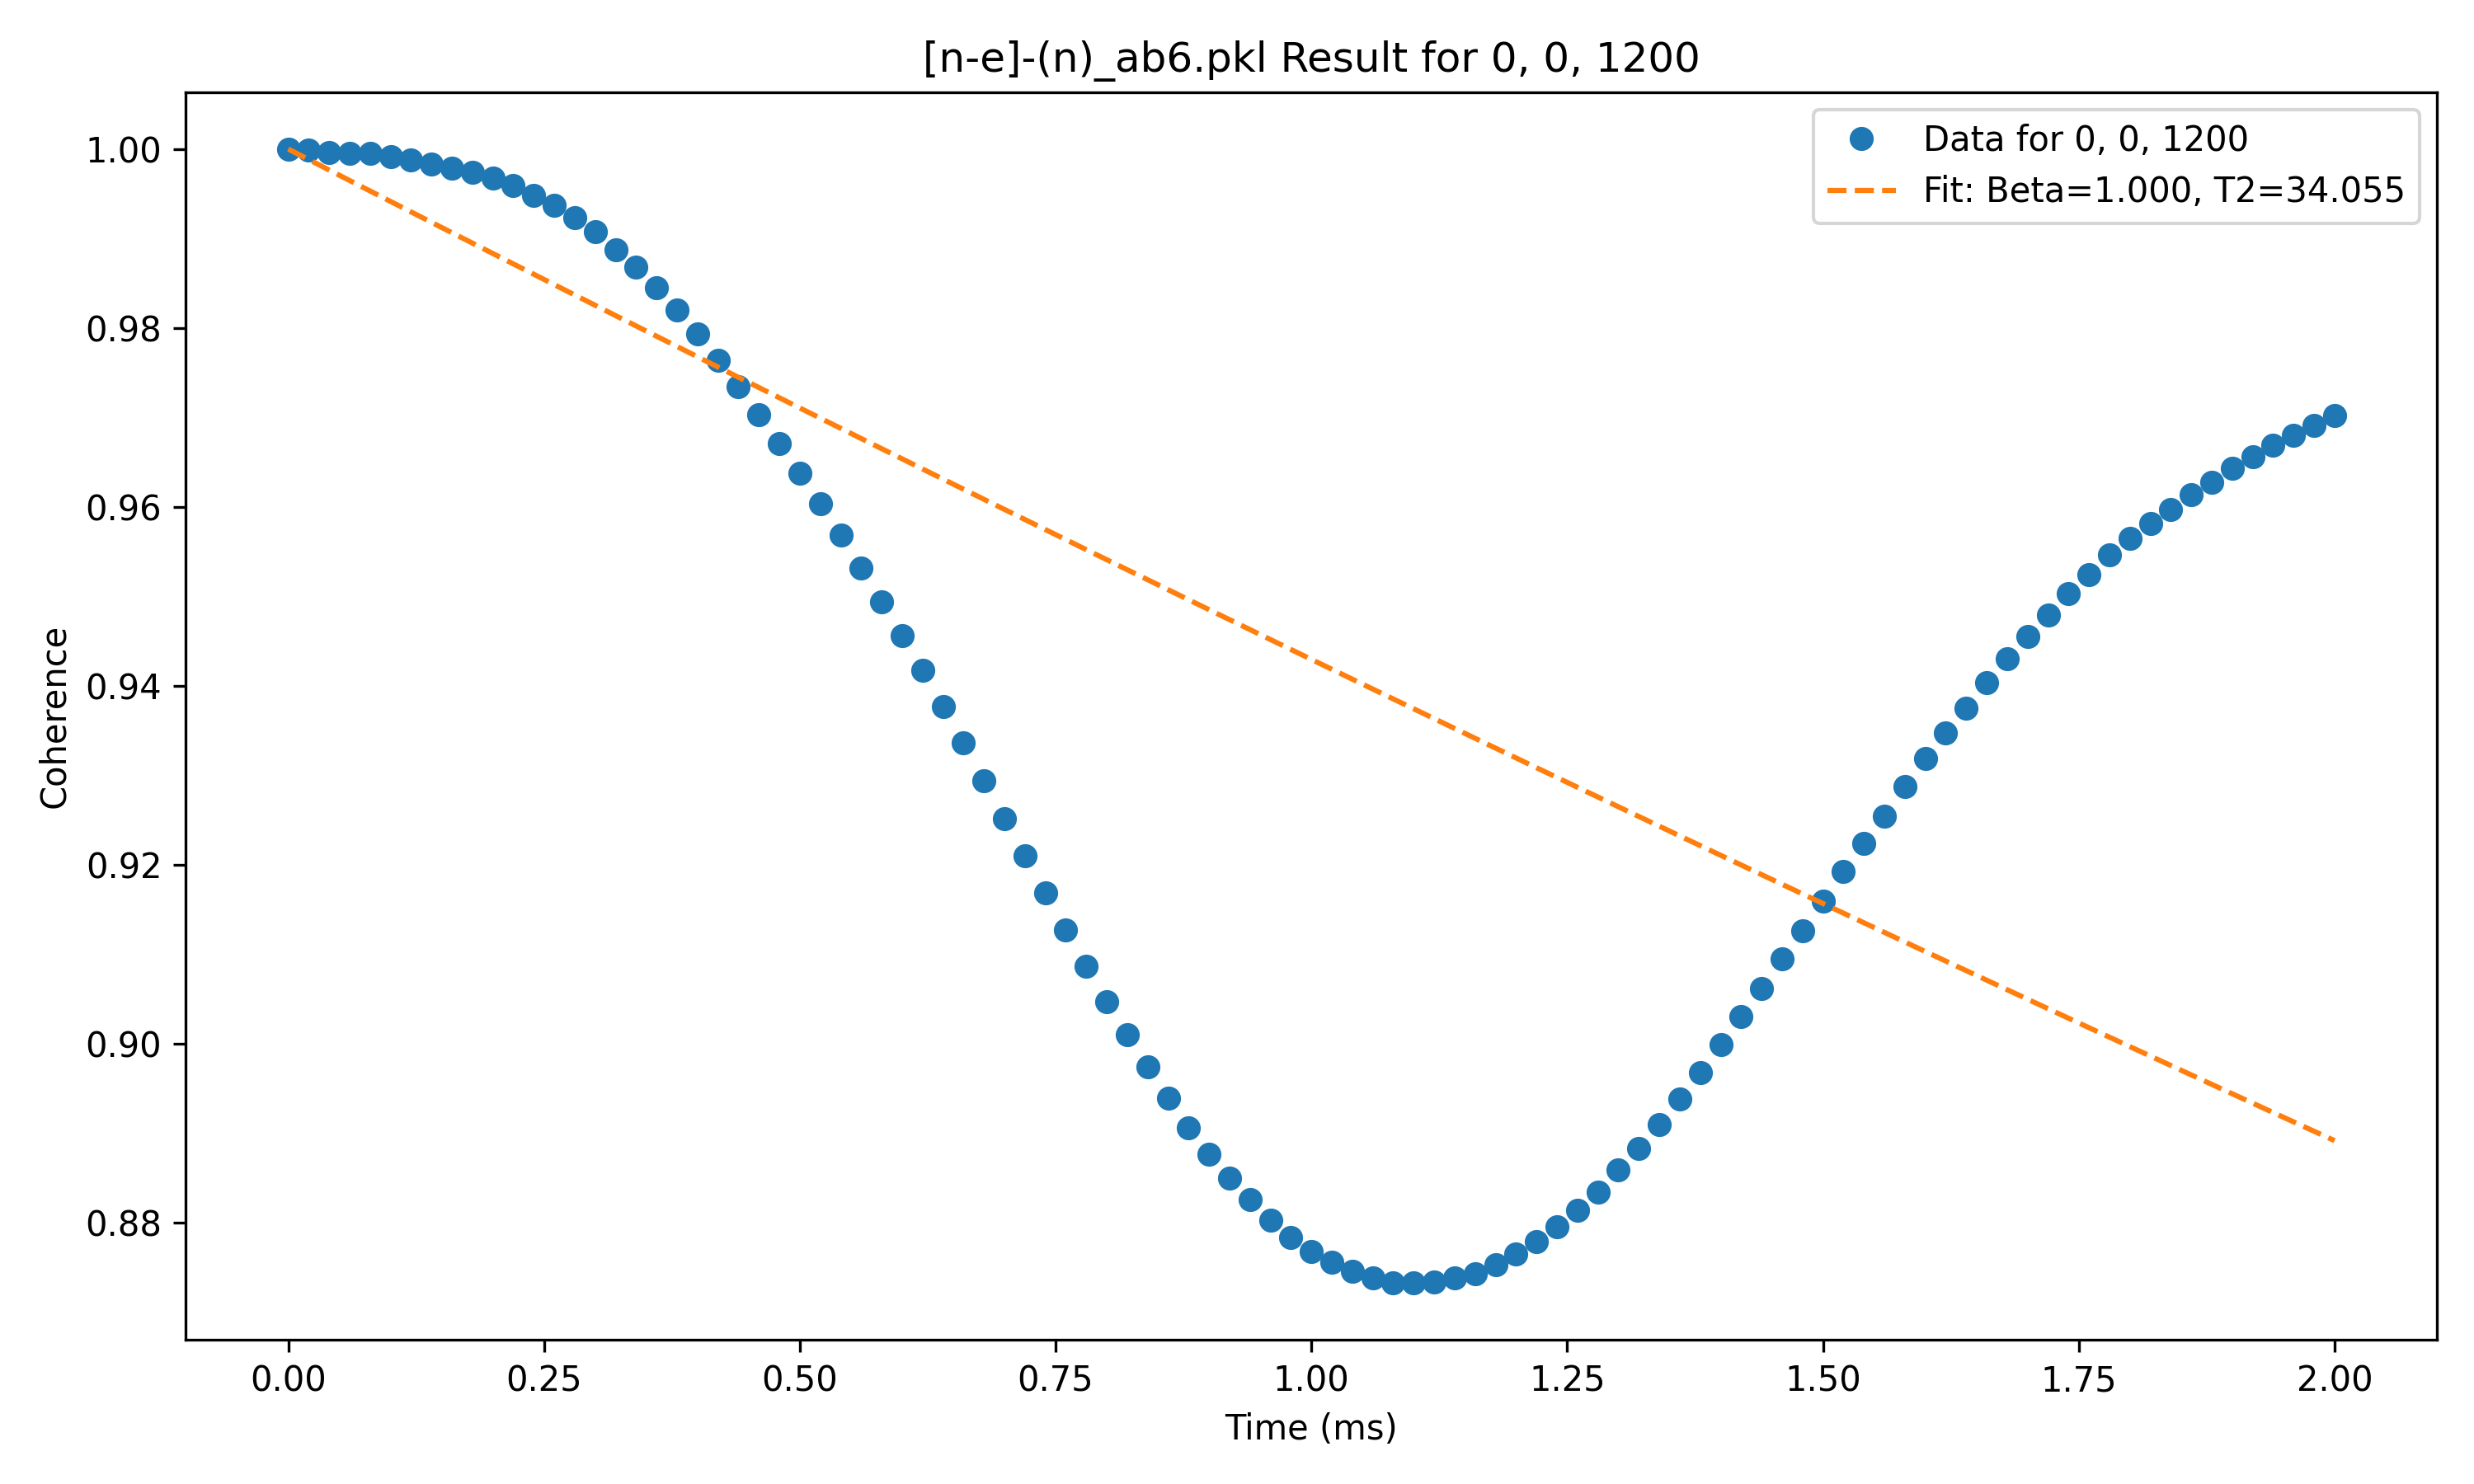 [n-e]-(n)_ab6.pkl Result for 0, 0, 1200
Data for 0, 0, 1200
Fit: Beta=1.000, T2=34.055
Coherence
1.00
0.98
0.96
0.94
0.92
0.90
0.88
0.00 0.25 0.50 0.75 1.00 1.25 1.50 1.75 2.00
Time (ms)